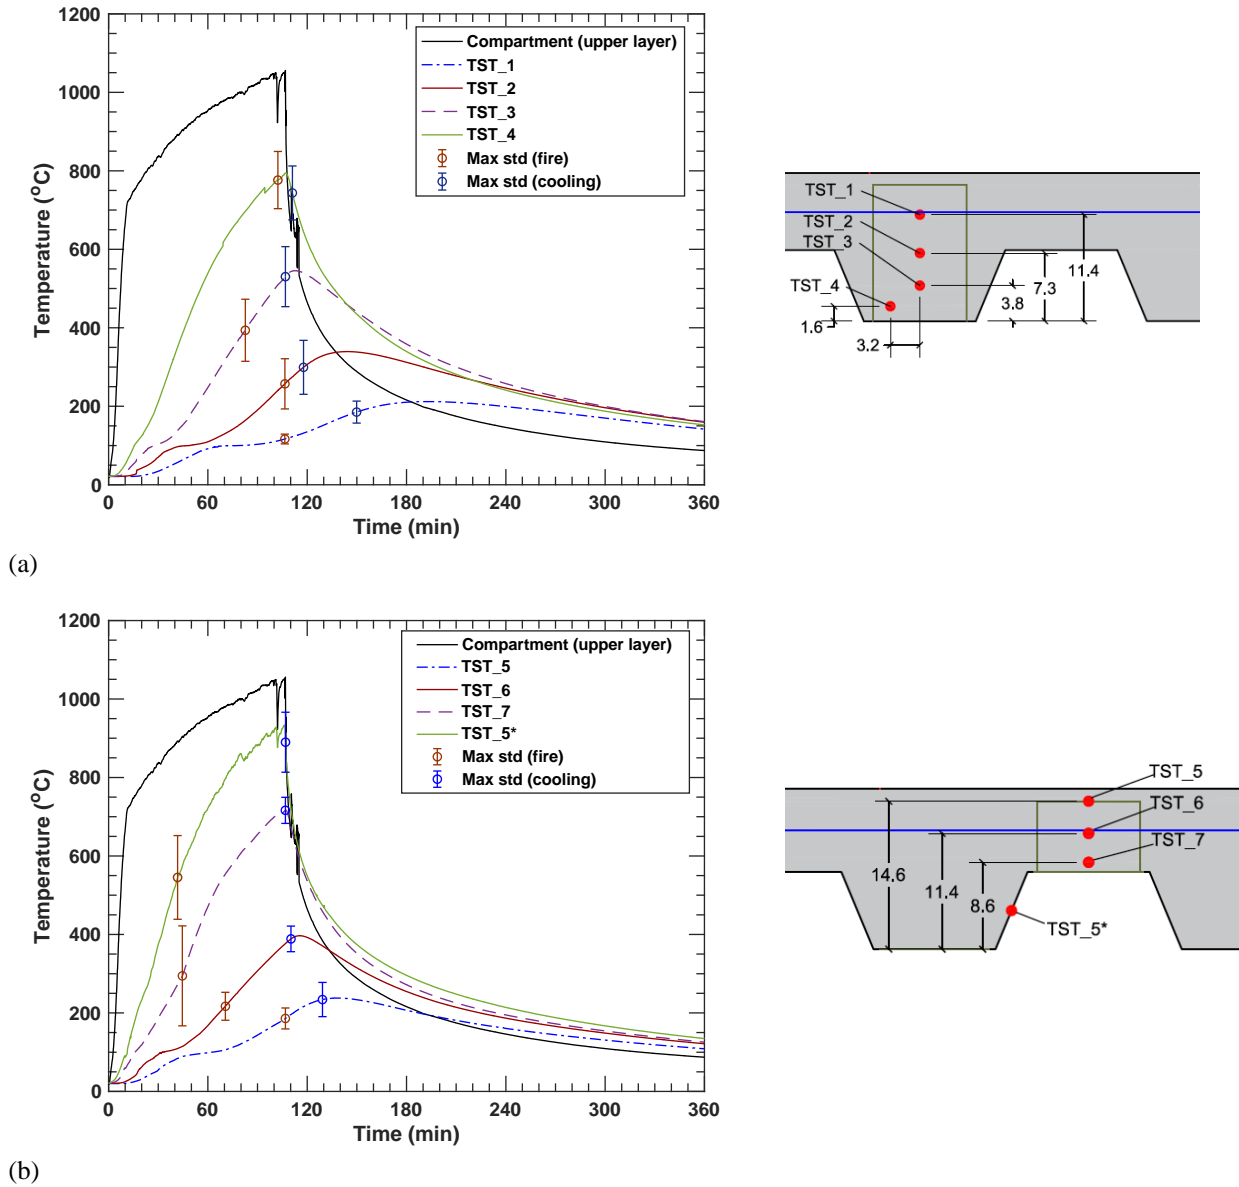 1200
1000
800
600
400
200
0
Temperature (°C)
0 60 120 180 240 300 360
Time (min)
Compartment (upper layer)
TST_1
TST_2
TST_3
TST_4
Max std (fire)
Max std (cooling)
TST_1
TST_2
TST_3
TST_4
1.6
3.2
3.8
7.3
11.4
(a)
1200
1000
800
600
400
200
0
Temperature (°C)
0 60 120 180 240 300 360
Time (min)
Compartment (upper layer)
TST_5
TST_6
TST_7
TST_5*
Max std (fire)
Max std (cooling)
TST_5
TST_6
TST_7
TST_5*
14.6
11.4
8.6
(b)